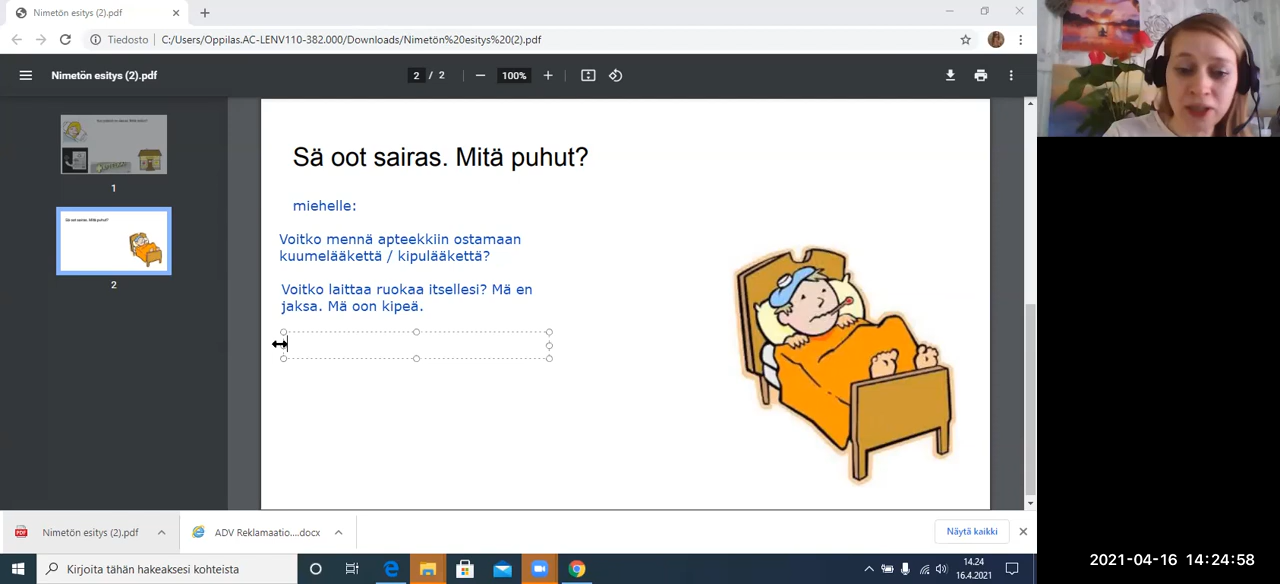 Nimetön esitys (2).pdf
Tiedosto | C:/Users/Oppilas.AC-LENV110-382.000/Downloads/Nimetön%20esitys%20(2).pdf
Nimetön esitys (2).pdf
2 / 2
100%
1
2
Sä oot sairas. Mitä puhut?
miehelle:
Voitko mennä apteekkiin ostamaan
kuumelääkettä / kipulääkettä?
Voitko laittaa ruokaa itsellesi? Mä en
jaksa. Mä oon kipeä.
Nimetön esitys (2).pdf
ADV Reklamaatio....docx
Näytä kaikki
Kirjoita tähän hakeaksesi kohteista
14.24
16.4.2021
2021-04-16 14:24:58